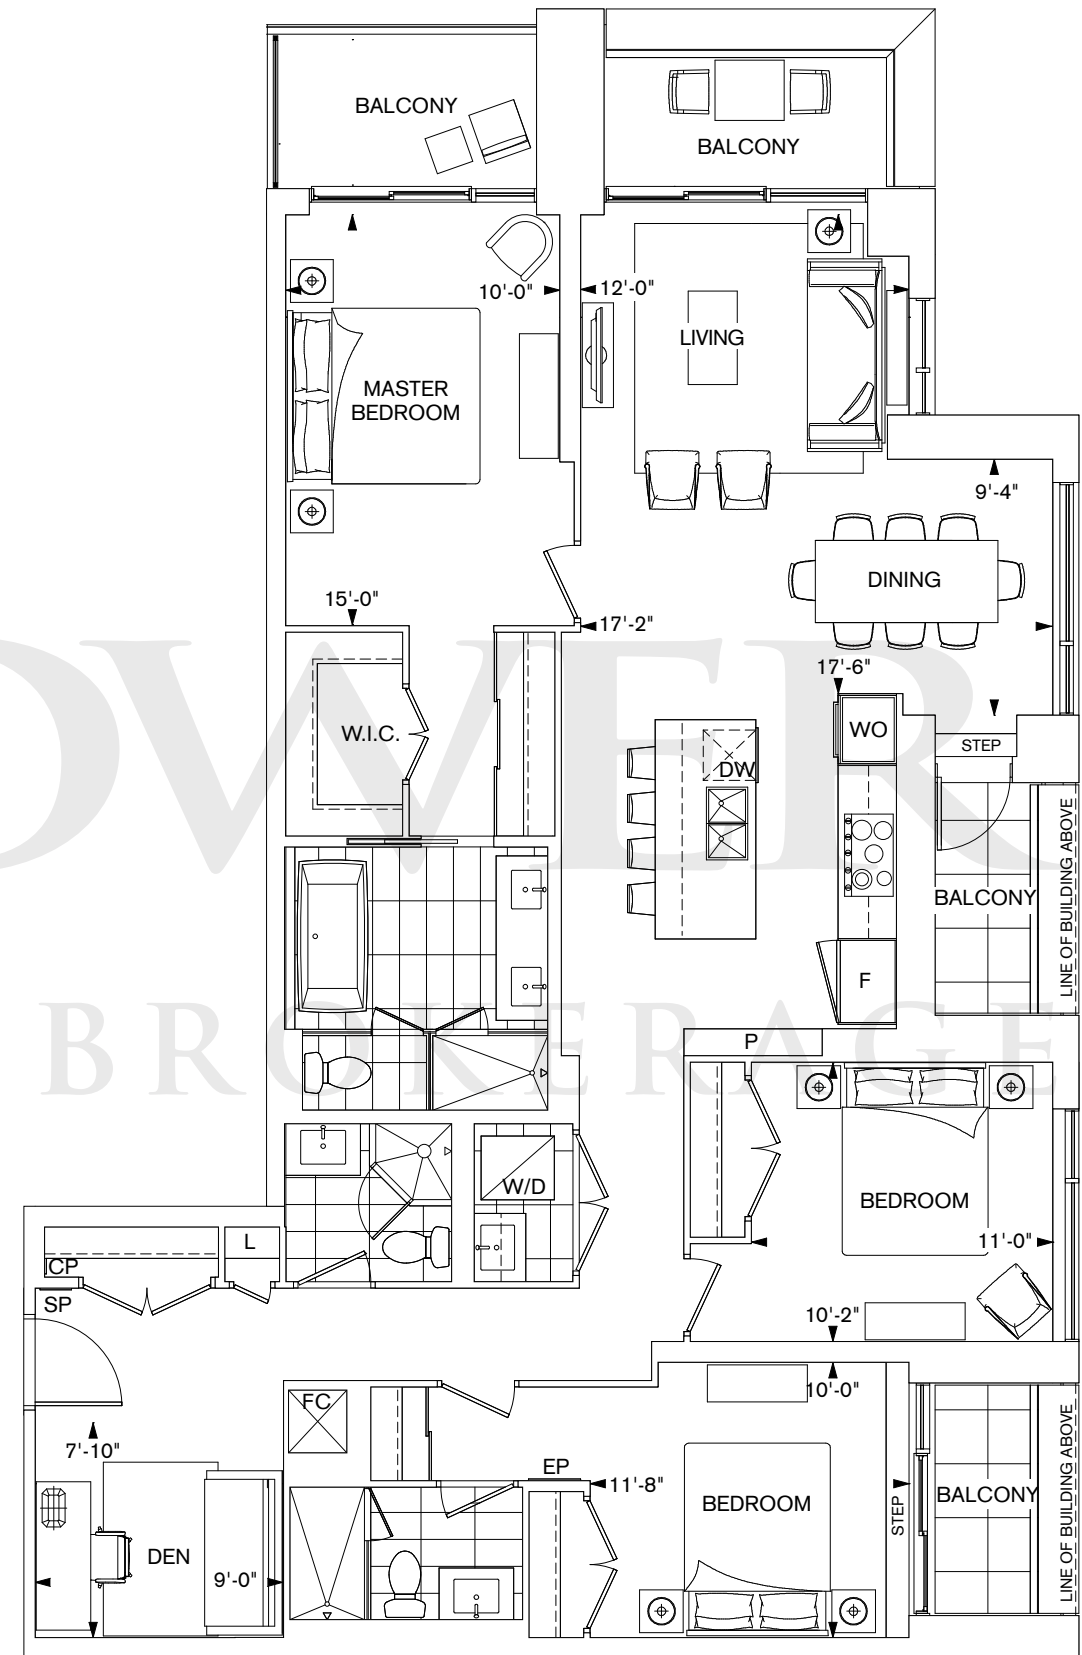 BALCONY
BALCONY
10'-0"
12'-0"
LIVING
MASTER
BEDROOM
9'-4"
DINING
15'-0"
17'-2"
17'-6"
W.I.C.
WO
STEP
DW
BALCONY
LINE OF BUILDING ABOVE
F
OWER
BROKERAGE
P
W/D
BEDROOM
L
11'-0"
CP
SP
10'-2"
10'-0"
FC
7'-10"
EP
11'-8"
BEDROOM
STEP
BALCONY
LINE OF BUILDING ABOVE
DEN
9'-0"